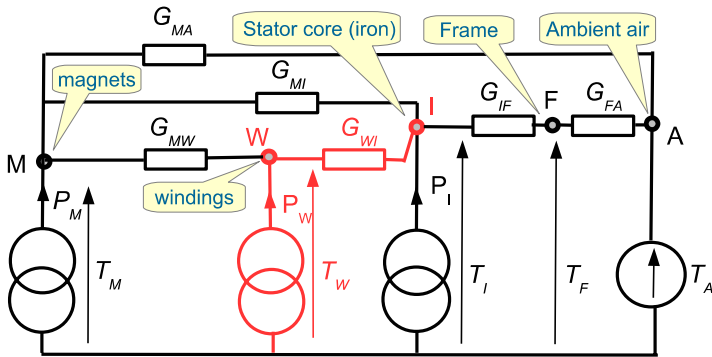 G_MA
Stator core (iron)
Frame
Ambient air
magnets
G_MI
I
G_IF
F
G_FA
G_MW
W
G_WI
A
M
windings
P_M
P_W
P_I
T_M
T_W
T_I
T_F
T_A